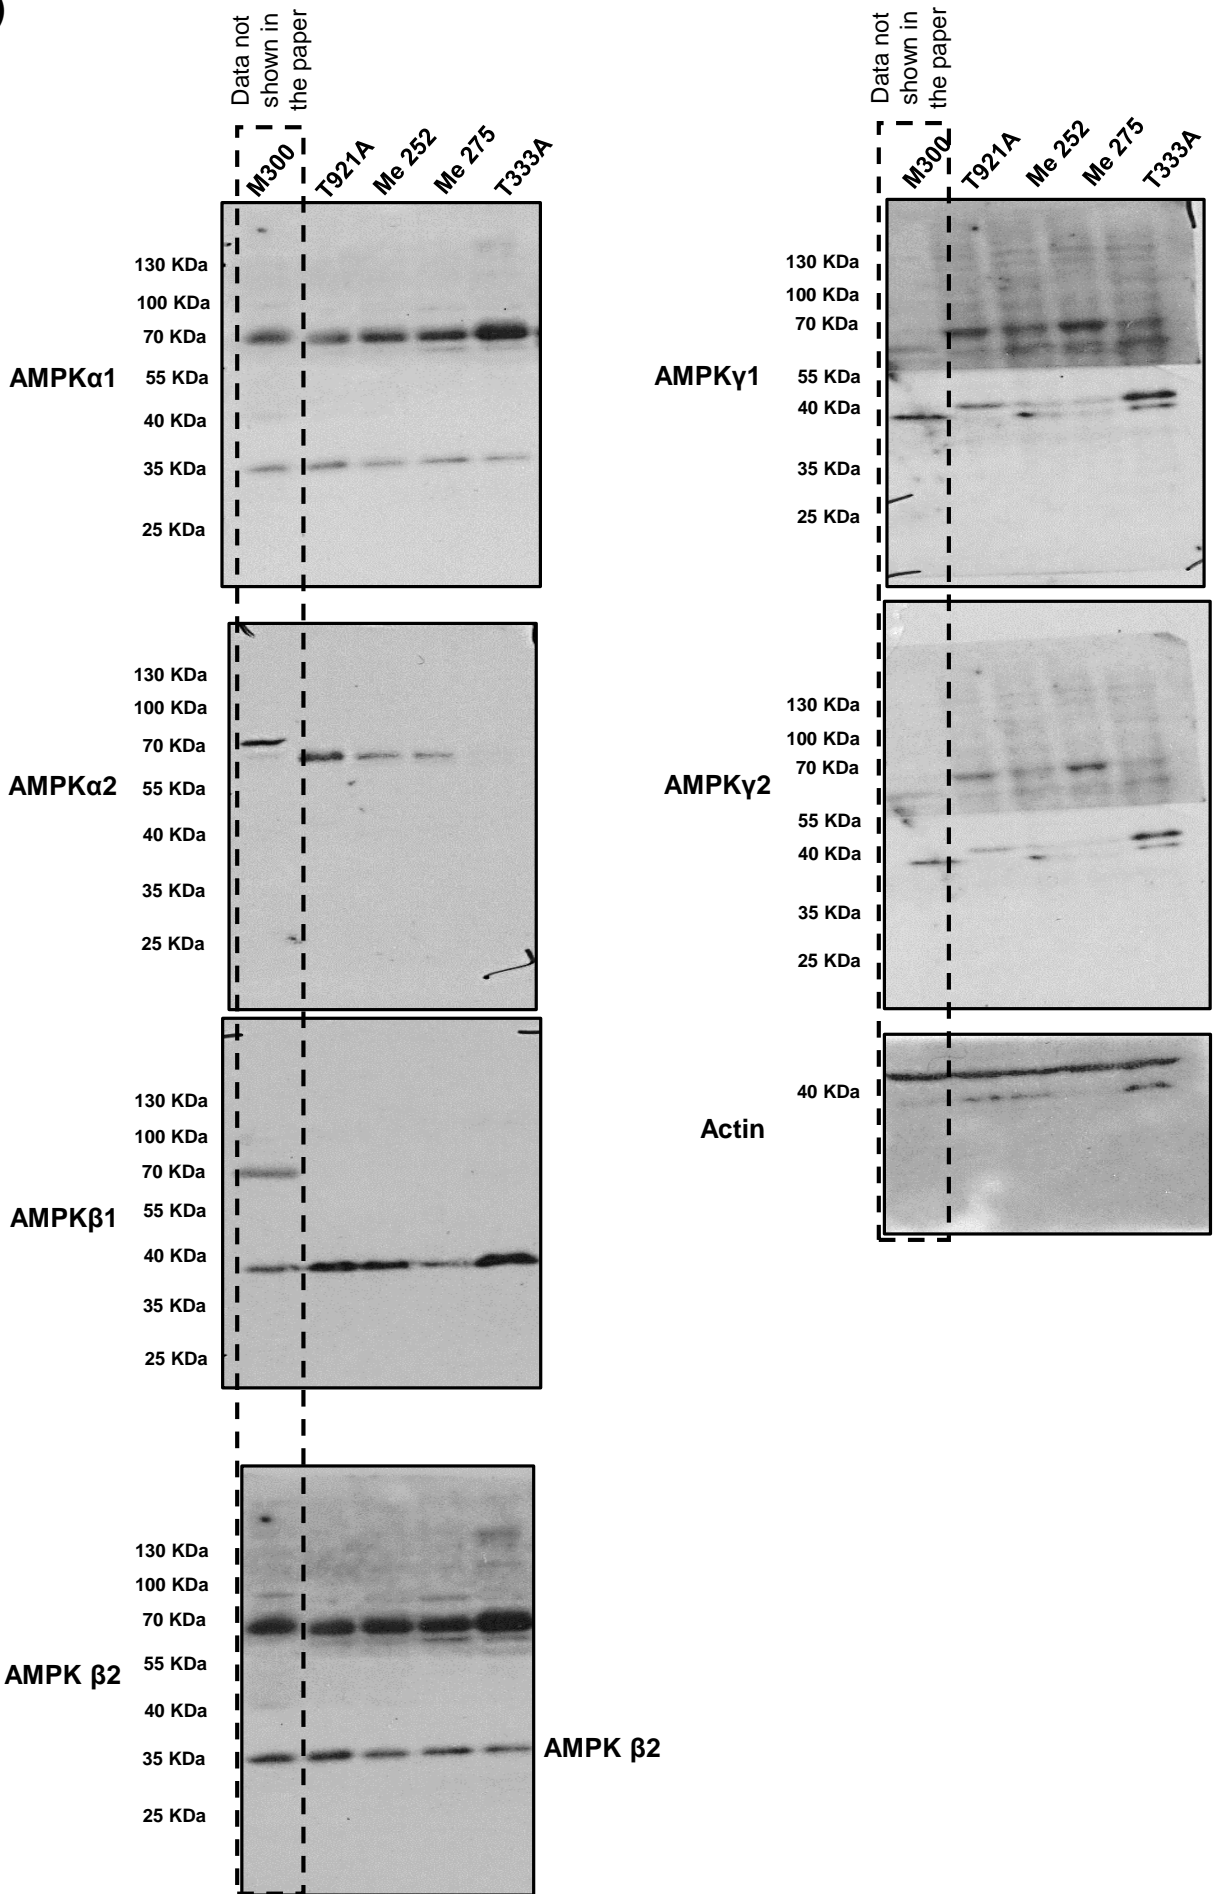 )
Data not
shown in
the paper
M300
T921A
Me 252
Me 275
T333A
AMPKα1
130 KDa
100 KDa
70 KDa
55 KDa
40 KDa
35 KDa
25 KDa
AMPKα2
130 KDa
100 KDa
70 KDa
55 KDa
40 KDa
35 KDa
25 KDa
AMPKβ1
130 KDa
100 KDa
70 KDa
55 KDa
40 KDa
35 KDa
25 KDa
AMPK β2
130 KDa
100 KDa
70 KDa
55 KDa
40 KDa
35 KDa
25 KDa
AMPK β2
Data not
shown in
the paper
M300
T921A
Me 252
Me 275
T333A
AMPKγ1
130 KDa
100 KDa
70 KDa
55 KDa
40 KDa
35 KDa
25 KDa
AMPKγ2
130 KDa
100 KDa
70 KDa
55 KDa
40 KDa
35 KDa
25 KDa
Actin
40 KDa